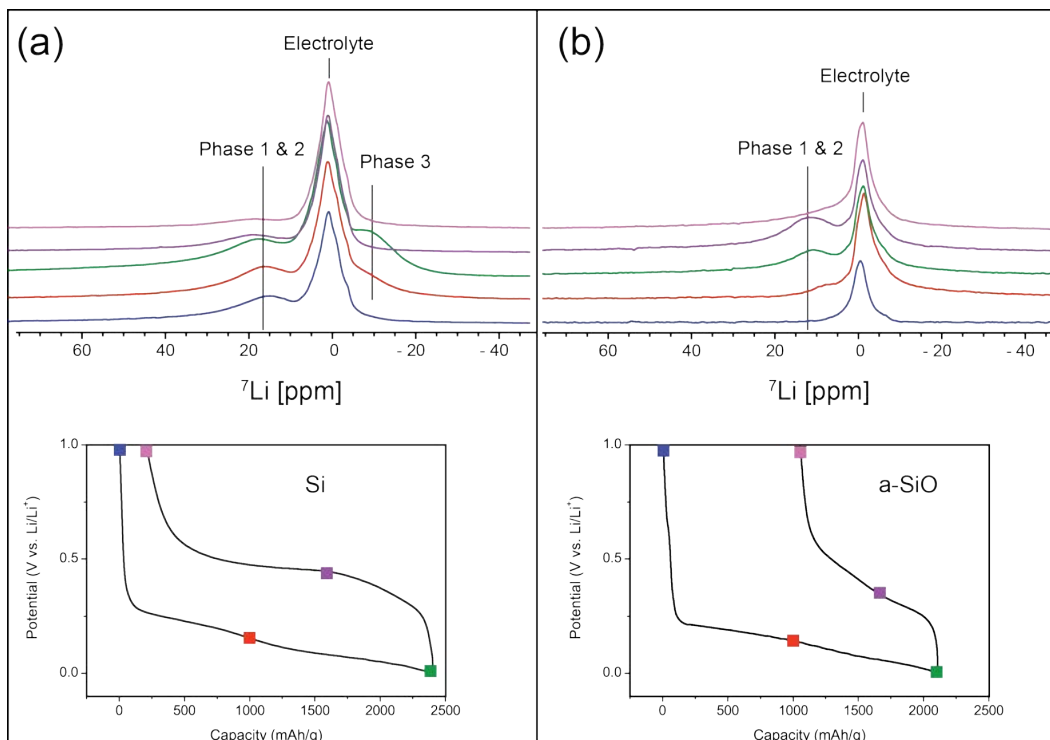 (a)
Electrolyte
Phase 1 & 2
Phase 3
60 40 20 0 - 20 - 40
⁷Li [ppm]
(b)
Electrolyte
Phase 1 & 2
60 40 20 0 -20 -40
⁷Li [ppm]
Si
1.0
0.5
0.0
Potential (V vs. Li/Li⁺)
0 500 1000 1500 2000 2500
Capacity (mAh/g)
a-SiO
1.0
0.5
0.0
Potential (V vs. Li/Li⁺)
0 500 1000 1500 2000 2500
Capacity (mAh/g)